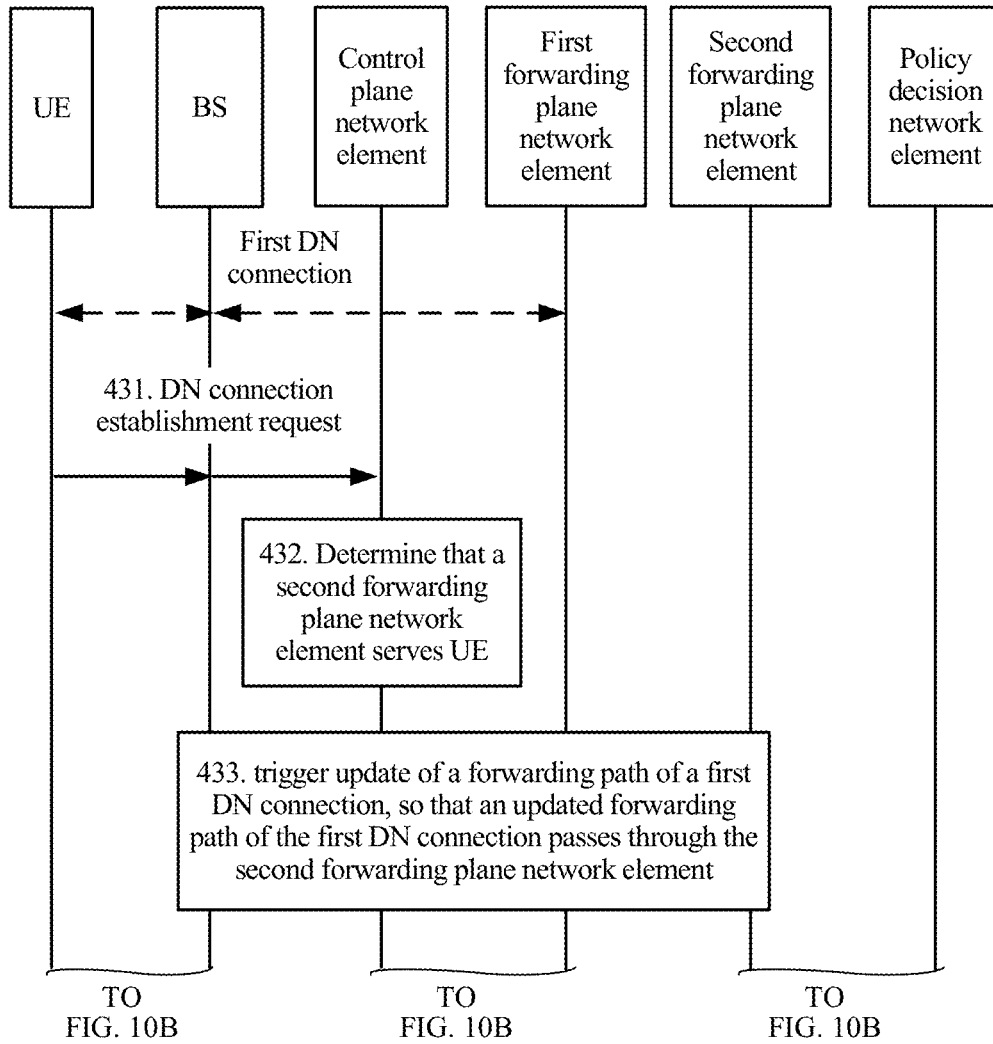 UE
BS
Control
plane
network
element
First
forwarding
plane
network
element
Second
forwarding
plane
network
element
Policy
decision
network
element
First DN
connection
431. DN connection
establishment request
432. Determine that a
second forwarding
plane network
element serves UE
433. trigger update of a forwarding path of a first
DN connection, so that an updated forwarding
path of the first DN connection passes through the
second forwarding plane network element
TO
FIG. 10B
TO
FIG. 10B
TO
FIG. 10B